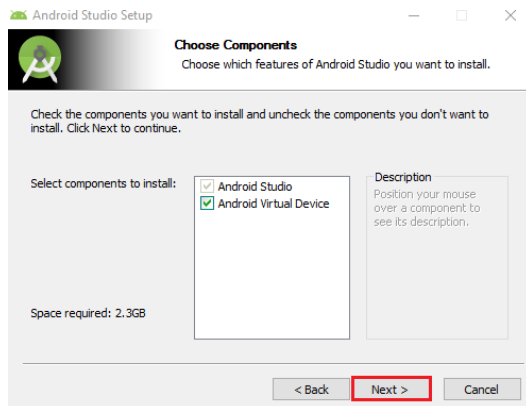 Android Studio Setup
Choose Components
Choose which features of Android Studio you want to install.
Check the components you want to install and uncheck the components you don't want to
install. Click Next to continue.
Select components to install:
Android Studio
Android Virtual Device
Description
Position your mouse
over a component to
see its description.
Space required: 2.3GB
< Back
Next >
Cancel